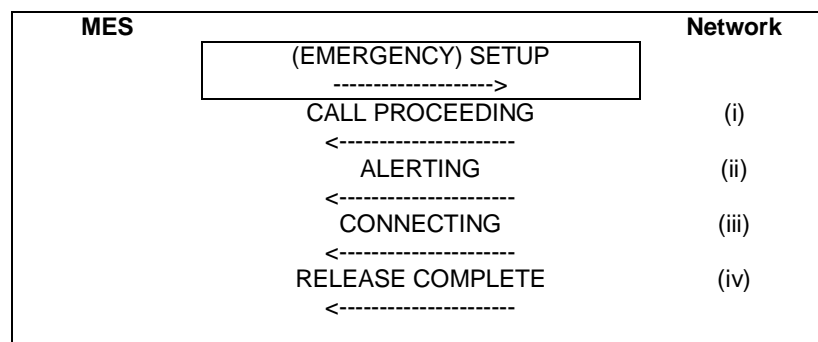 MES Network
(EMERGENCY) SETUP
-------------------->
CALL PROCEEDING (i)
<----------------------
ALERTING (ii)
<----------------------
CONNECTING (iii)
<----------------------
RELEASE COMPLETE (iv)
<----------------------